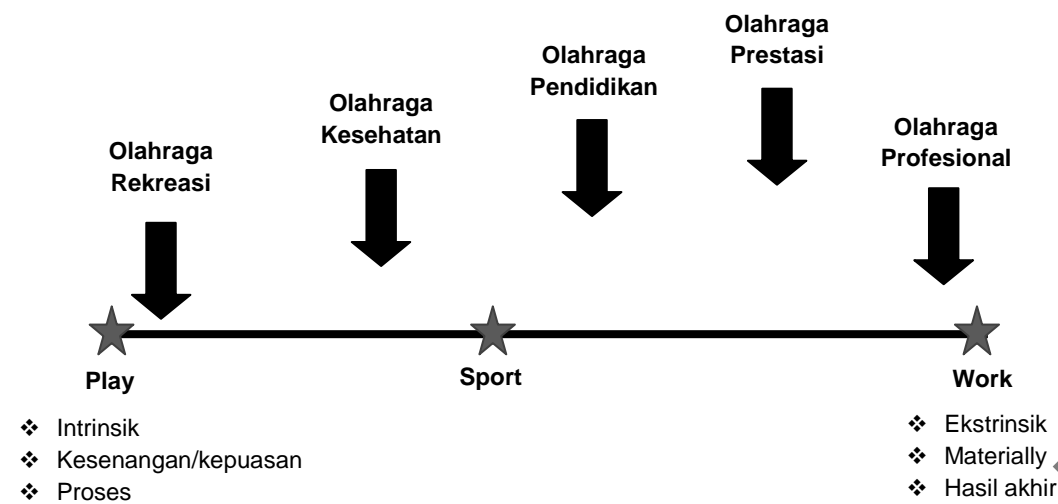 Olahraga
Rekreasi
Olahraga
Kesehatan
Olahraga
Pendidikan
Olahraga
Prestasi
Olahraga
Profesional
Play
Sport
Work
❖ Intrinsik
❖ Kesenangan/kepuasan
❖ Proses
❖ Ekstrinsik
❖ Materially
❖ Hasil akhir